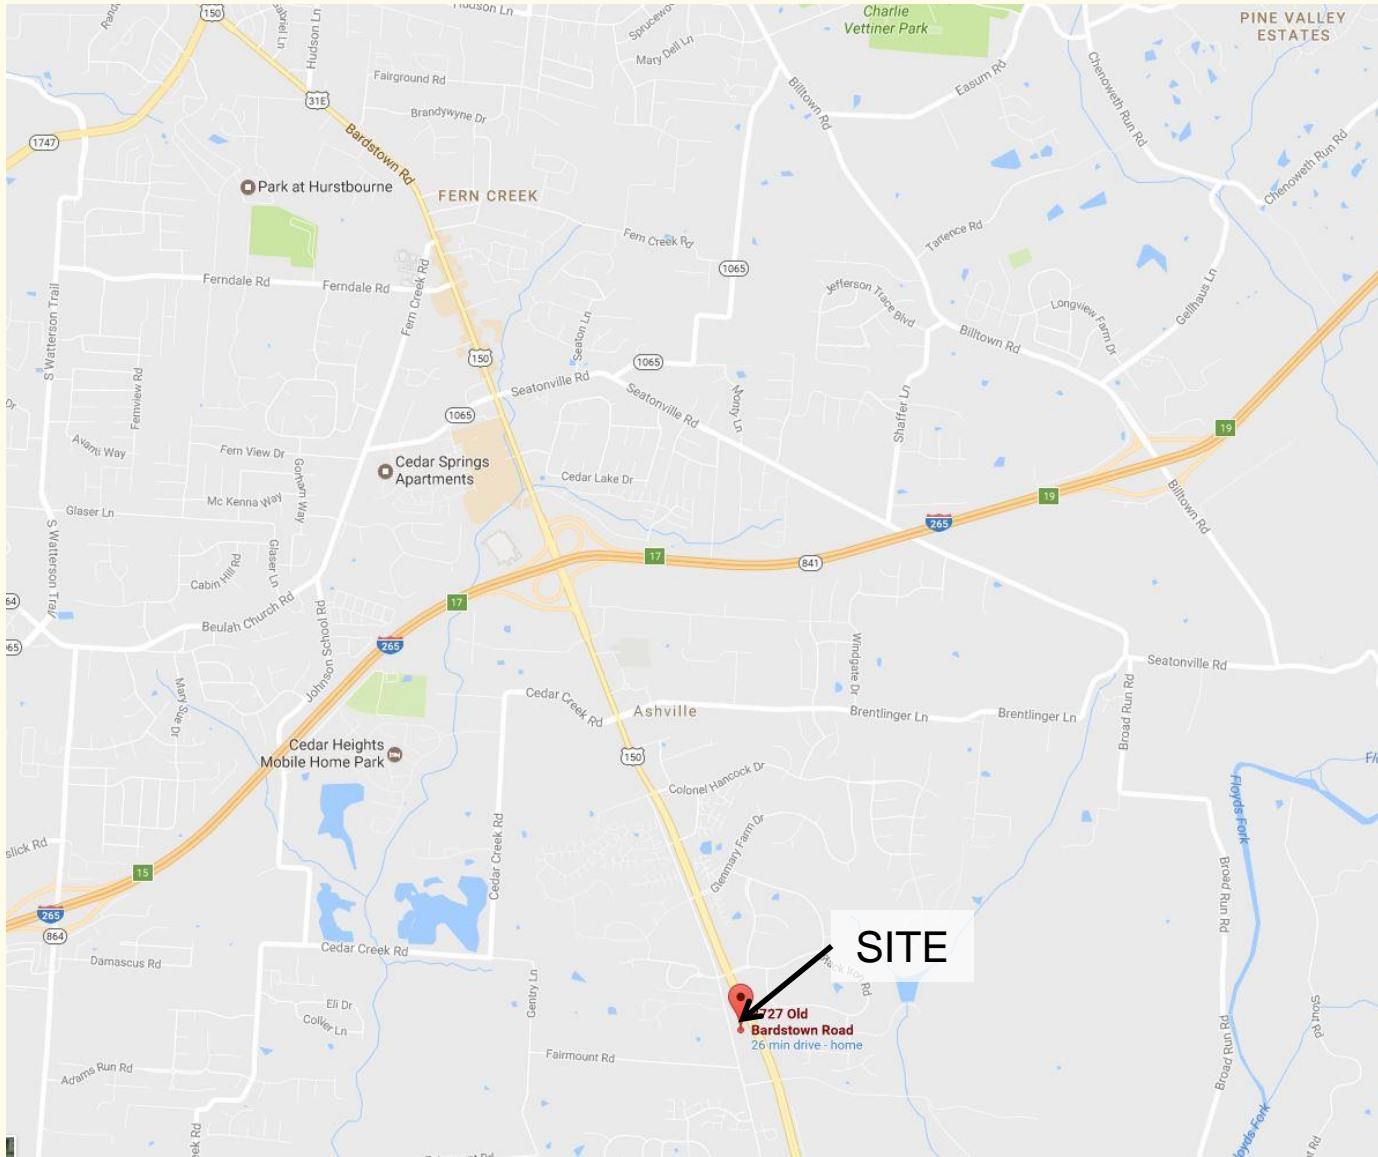 150
Hudson Ln
Charlie
Vettiner Park
PINE VALLEY
ESTATES
Gabriel Ln
Hudson Ln
Mary Dell Ln
Fairground Rd
31E
Brandywyne Dr
Billtown Rd
Easum Rd
Chenoweth Run Rd
Chenoweth Run Rd
1747
Bardstown Rd
Park at Hurstbourne
FERN CREEK
Fern Creek Rd
Tarrence Rd
1065
Ferndale Rd
Ferndale Rd
Fern Creek Rd
Jefferson Trace Blvd
Longview Farm Dr
Gellhaus Ln
S Watterson Trail
Seaton Ln
Billtown Rd
150
1065
Seatonville Rd
Seatonville Rd
Fernview Rd
Monty Ln
Shaffer Ln
1065
19
Avanti Way
Fern View Dr
Gorham Way
Cedar Springs
Apartments
Cedar Lake Dr
Mc Kenna Way
19
Billtown Rd
Glaser Ln
265
S Watterson Trail
Glaser Ln
17
841
Cabin Hill Rd
17
Beulah Church Rd
265
Johnson School Rd
Windgate Dr
Seatonville Rd
Mary Sue Dr
Cedar Creek Rd
Ashville
Brentlinger Ln
Brentlinger Ln
Broad Run Rd
Cedar Heights
Mobile Home Park
150
Colonel Hancock Dr
Floyds Fork
Glenmary Farm Dr
Cedar Creek Rd
slick Rd
15
Broad Run Rd
265
864
SITE
Cedar Creek Rd
Damascus Rd
Gentry Ln
Eli Dr
727 Old
Bardstown Road
26 min drive - home
Fairmount Rd
Adams Run Rd
Broad Run Rd